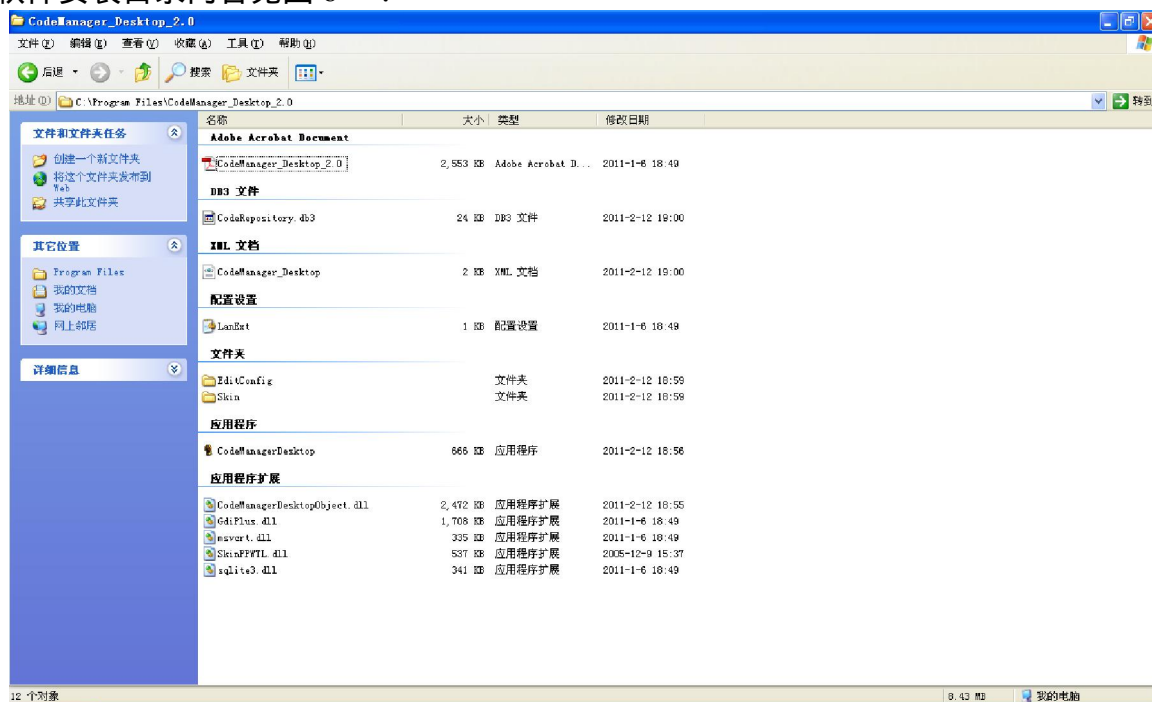 CodeManager_Desktop_2.0
文件(F) 编辑(E) 查看(V) 收藏(A) 工具(T) 帮助(H)
后退 搜索 文件夹
地址(D) C:\Program Files\CodeManager_Desktop_2.0 转到
名称 大小 类型 修改日期
文件和文件夹任务
创建一个新文件夹
将这个文件夹发布到
Web
共享此文件夹
其它位置
Program Files
我的文档
我的电脑
网上邻居
详细信息
Adobe Acrobat Document
CodeManager_Desktop_2.0 2,553 KB Adobe Acrobat D... 2011-1-6 18:49
DB3 文件
CodeRepository.db3 24 KB DB3 文件 2011-2-12 19:00
XML 文档
CodeManager_Desktop 2 KB XML 文档 2011-2-12 19:00
配置设置
LanExt 1 KB 配置设置 2011-1-6 18:49
文件夹
EditConfig 文件夹 2011-2-12 18:59
Skin 文件夹 2011-2-12 18:59
应用程序
CodeManagerDesktop 666 KB 应用程序 2011-2-12 18:56
应用程序扩展
CodeManagerDesktopObject.dll 2,472 KB 应用程序扩展 2011-2-12 18:55
GdiPlus.dll 1,708 KB 应用程序扩展 2011-1-6 18:49
msvcrt.dll 335 KB 应用程序扩展 2011-1-6 18:49
SkinPPWTL.dll 537 KB 应用程序扩展 2005-12-9 15:37
sqlite3.dll 341 KB 应用程序扩展 2011-1-6 18:49
12 个对象 8.43 MB 我的电脑